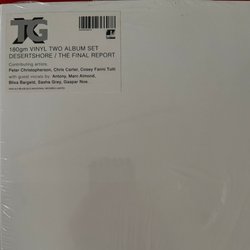 TG
180gm VINYL TWO ALBUM SET
DESERTSHORE / THE FINAL REPORT
Contributing artists,
Peter Christopherson, Chris Carter, Cosey Fanni Tutti
with guest vocals by: Antony, Marc Almond,
Blixa Bargeld, Sasha Grey, Gaspar Noe...